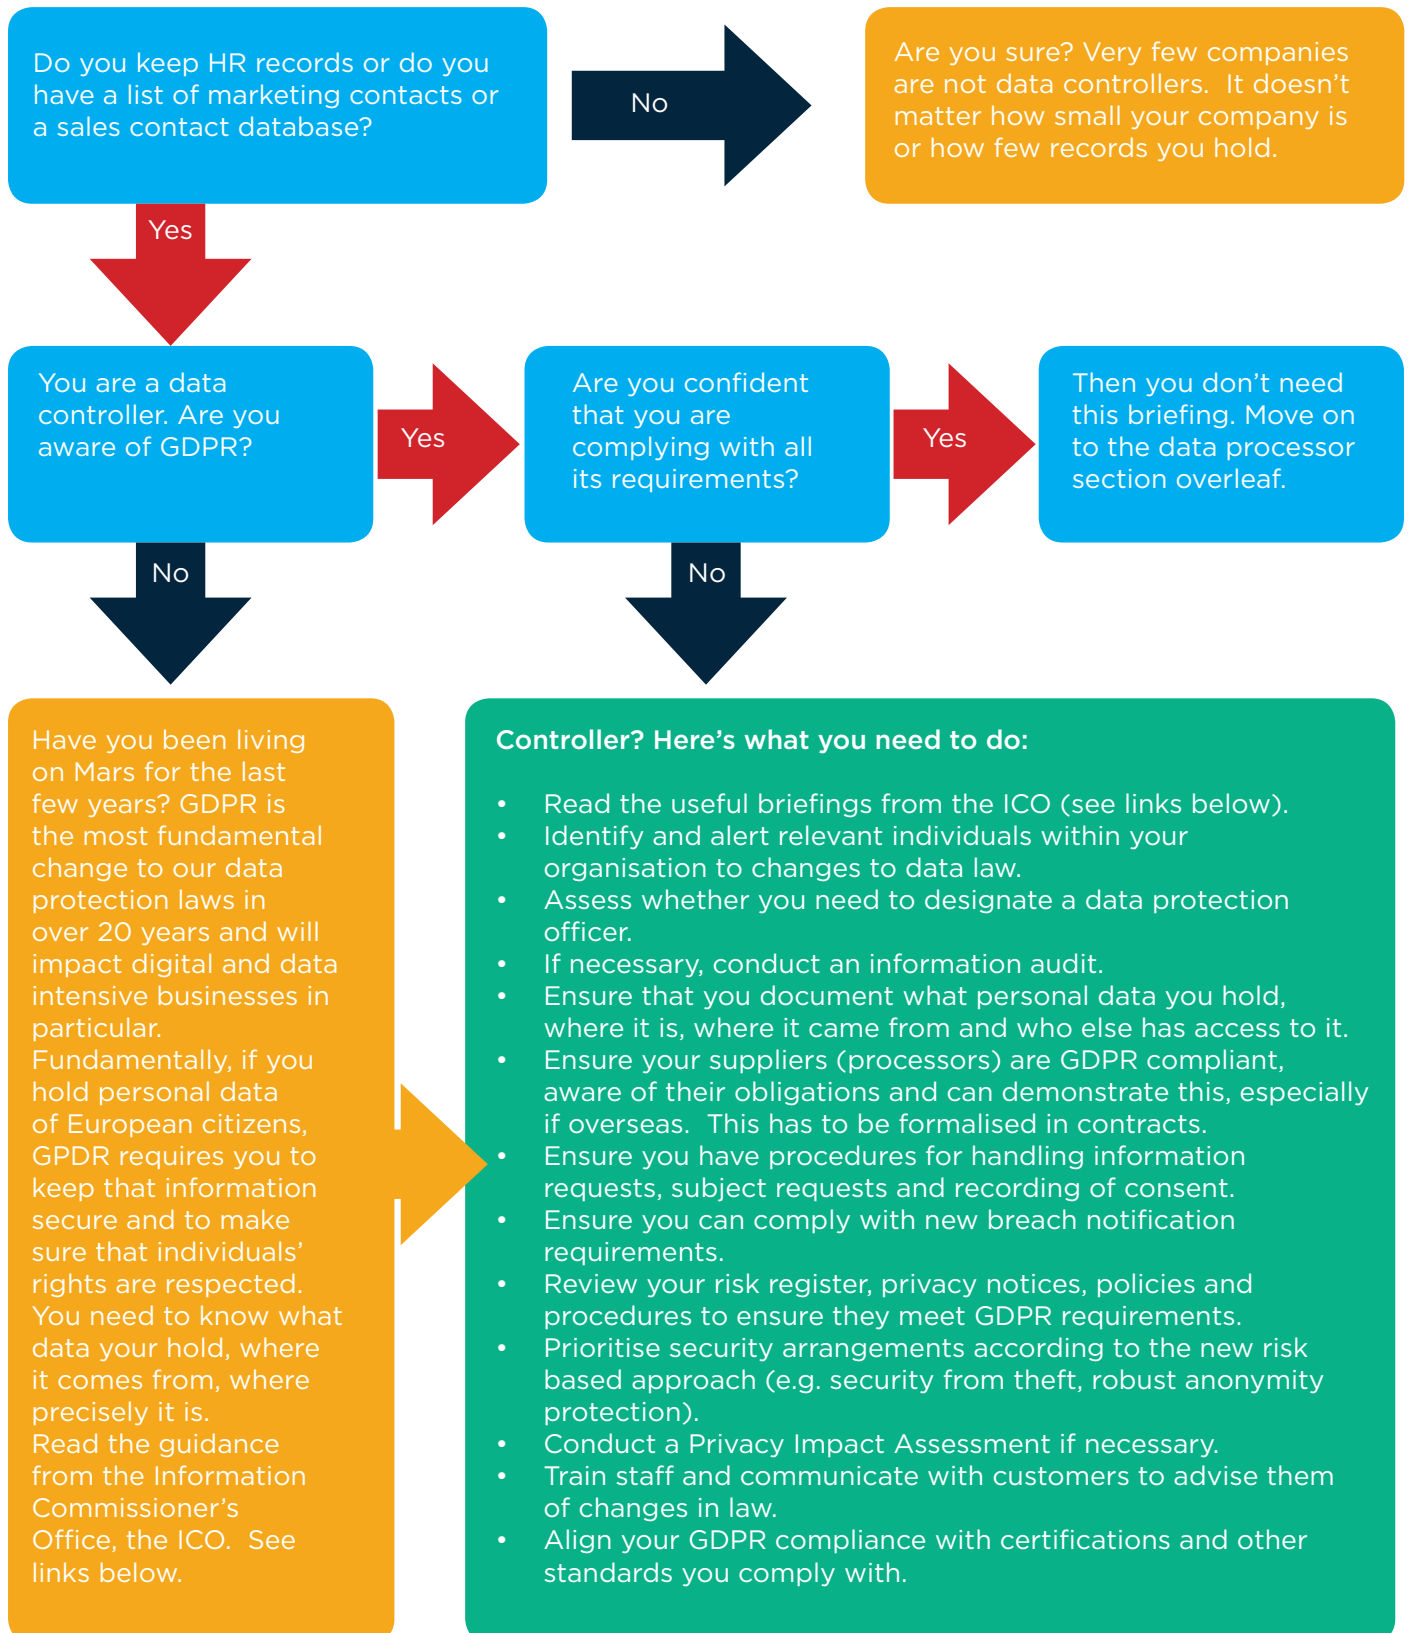 Do you keep HR records or do you
have a list of marketing contacts or
a sales contact database?
No
Are you sure? Very few companies
are not data controllers.  It doesn’t
matter how small your company is
or how few records you hold.
Yes
You are a data
controller. Are you
aware of GDPR?
Yes
Are you confident
that you are
complying with all
its requirements?
Yes
Then you don’t need
this briefing. Move on
to the data processor
section overleaf.
No
No
Have you been living
on Mars for the last
few years? GDPR is
the most fundamental
change to our data
protection laws in
over 20 years and will
impact digital and data
intensive businesses in
particular.
Fundamentally, if you
hold personal data
of European citizens,
GPDR requires you to
keep that information
secure and to make
sure that individuals’
rights are respected.
You need to know what
data your hold, where
it comes from, where
precisely it is.
Read the guidance
from the Information
Commissioner’s
Office, the ICO.  See
links below.
Controller? Here’s what you need to do:
• Read the useful briefings from the ICO (see links below).
• Identify and alert relevant individuals within your
organisation to changes to data law.
• Assess whether you need to designate a data protection
officer.
• If necessary, conduct an information audit.
• Ensure that you document what personal data you hold,
where it is, where it came from and who else has access to it.
• Ensure your suppliers (processors) are GDPR compliant,
aware of their obligations and can demonstrate this, especially
if overseas.  This has to be formalised in contracts.
• Ensure you have procedures for handling information
requests, subject requests and recording of consent.
• Ensure you can comply with new breach notification
requirements.
• Review your risk register, privacy notices, policies and
procedures to ensure they meet GDPR requirements.
• Prioritise security arrangements according to the new risk
based approach (e.g. security from theft, robust anonymity
protection).
• Conduct a Privacy Impact Assessment if necessary.
• Train staff and communicate with customers to advise them
of changes in law.
• Align your GDPR compliance with certifications and other
standards you comply with.